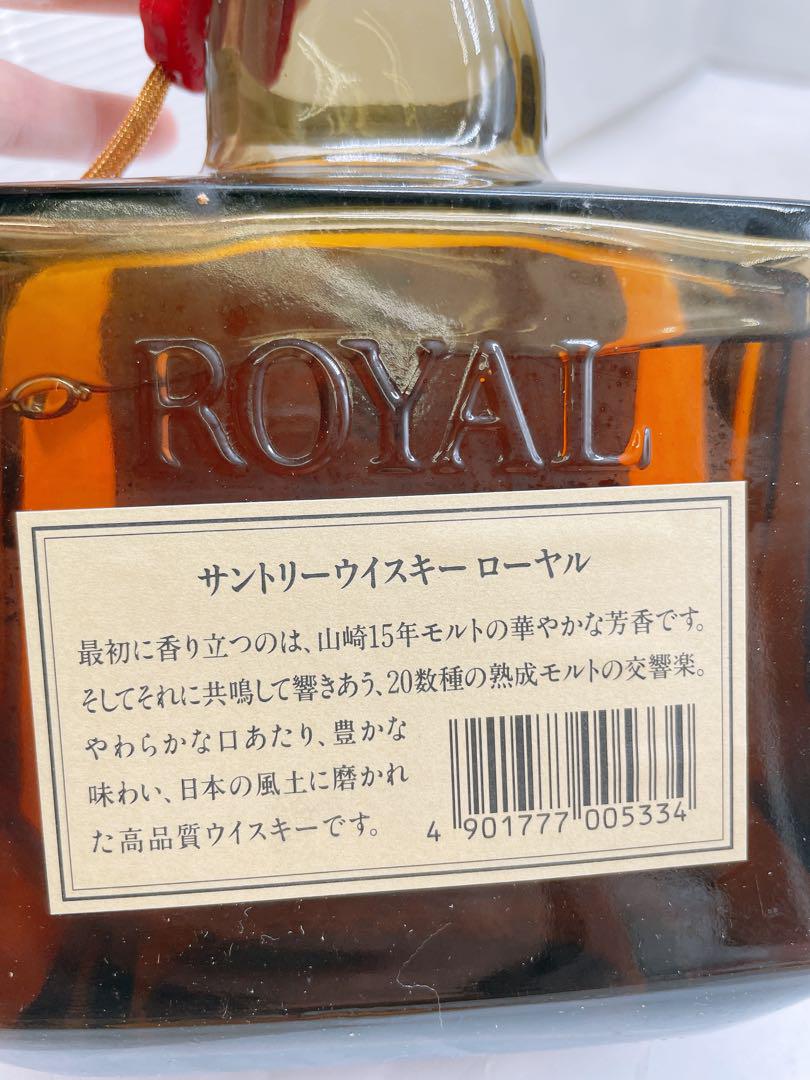 ROYAL
サントリーウイスキー ローヤル
最初に香り立つのは、山崎15年モルトの華やかな芳香です。
そしてそれに共鳴して響きあう、20数種の熟成モルトの交響楽。
やわらかな口あたり、豊かな
味わい、日本の風土に磨かれ
た高品質ウイスキーです。
4 901777 005334